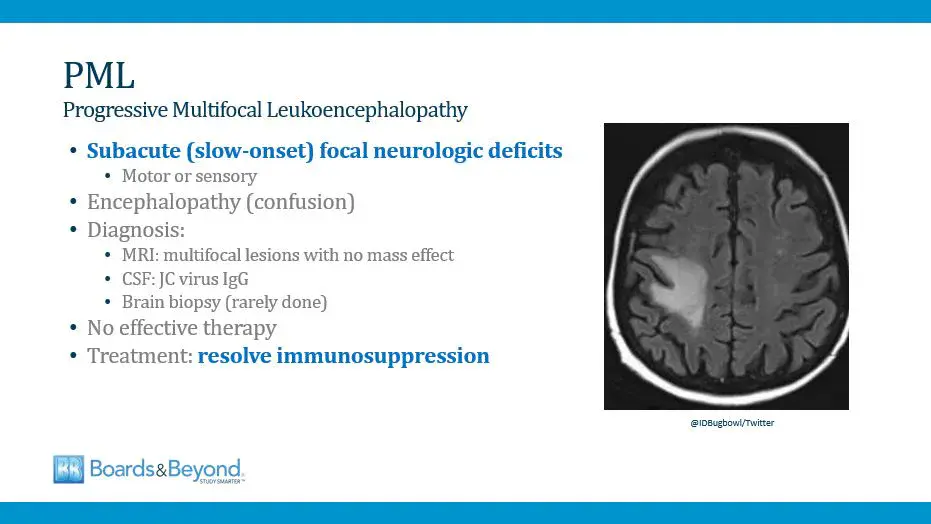 PML
Progressive Multifocal Leukoencephalopathy
• Subacute (slow-onset) focal neurologic deficits
• Motor or sensory
• Encephalopathy (confusion)
• Diagnosis:
• MRI: multifocal lesions with no mass effect
• CSF: JC virus IgG
• Brain biopsy (rarely done)
• No effective therapy
• Treatment: resolve immunosuppression
@IDBugbowl/Twitter
BB Boards&Beyond®
STUDY SMARTER™